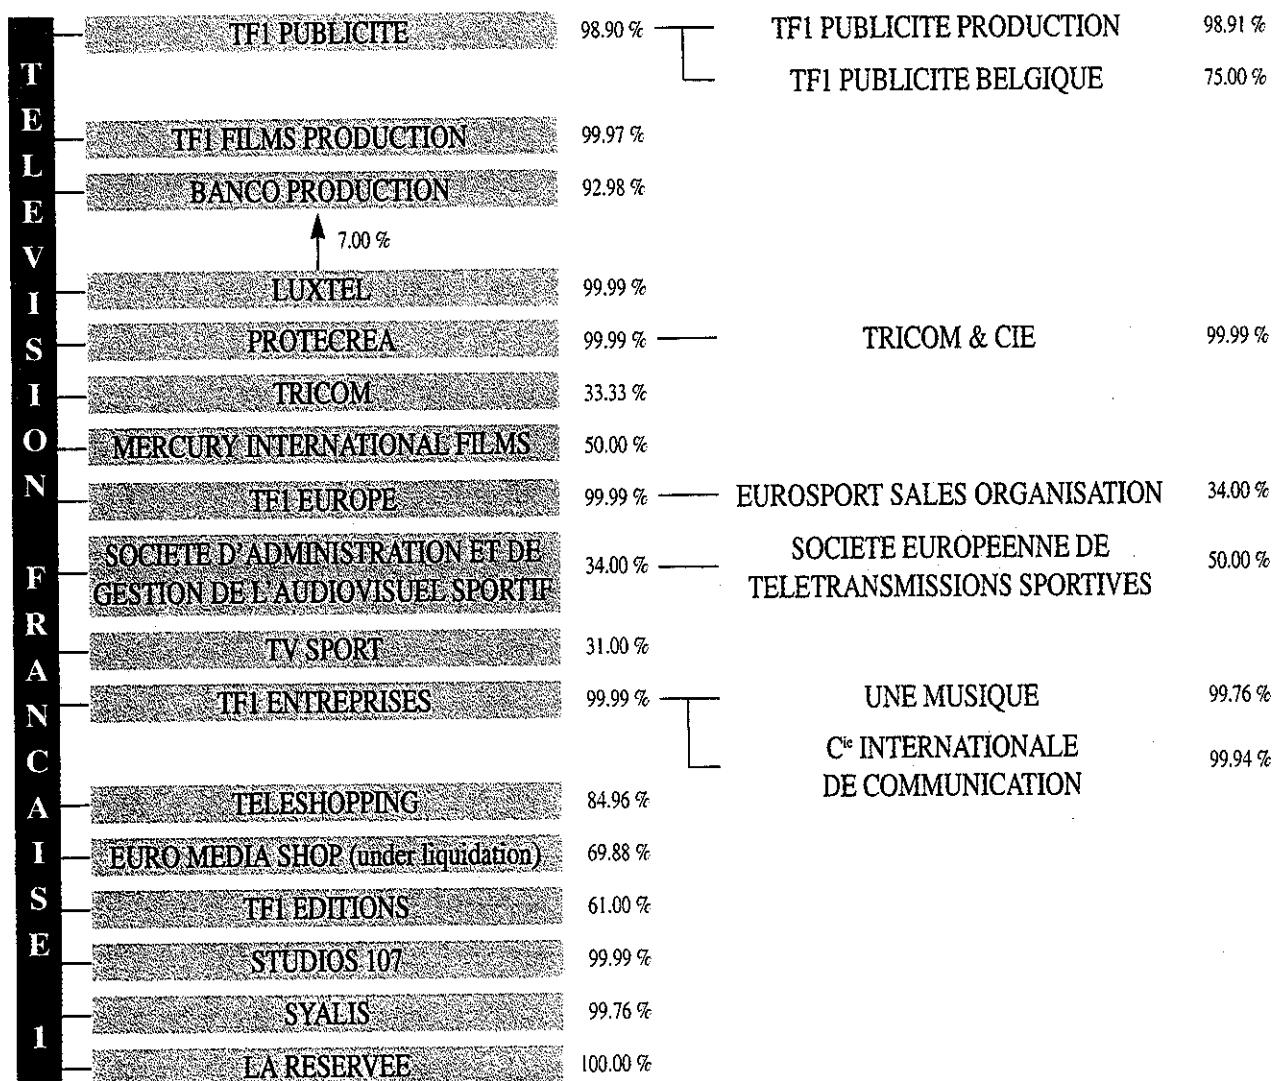 TELEVISION FRANCAISE 1
TF1 PUBLICITE 98.90 % TF1 PUBLICITE PRODUCTION 98.91 %
TF1 PUBLICITE BELGIQUE 75.00 %
TF1 FILMS PRODUCTION 99.97 %
BANCO PRODUCTION 92.98 %
7.00 %
LUXTEL 99.99 %
PROTECREA 99.99 % TRICOM & CIE 99.99 %
TRICOM 33.33 %
MERCURY INTERNATIONAL FILMS 50.00 %
TF1 EUROPE 99.99 % EUROSPORT SALES ORGANISATION 34.00 %
SOCIETE D'ADMINISTRATION ET DE
GESTION DE L'AUDIOVISUEL SPORTIF 34.00 %
SOCIETE EUROPEENNE DE
TELETRANSMISSIONS SPORTIVES 50.00 %
TV SPORT 31.00 %
TF1 ENTREPRISES 99.99 % UNE MUSIQUE 99.76 %
Cie INTERNATIONALE
DE COMMUNICATION 99.94 %
TELESHOPPING 84.96 %
EURO MEDIA SHOP (under liquidation) 69.88 %
TF1 EDITIONS 61.00 %
STUDIOS 107 99.99 %
SYALIS 99.76 %
LA RESERVEE 100.00 %